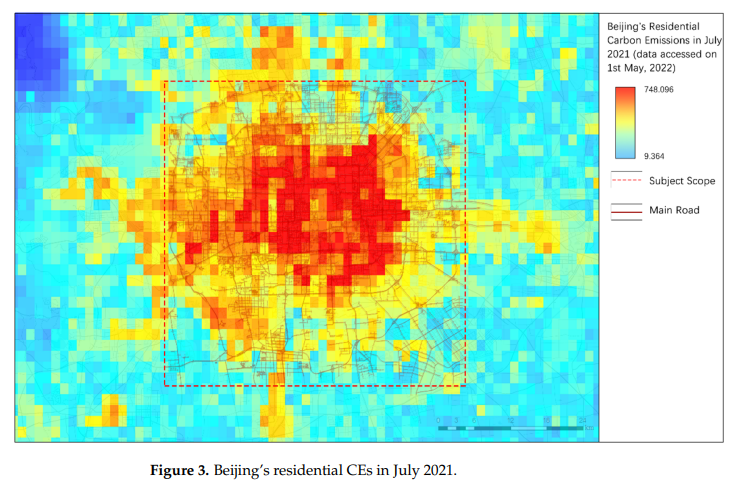 Beijing's Residential
Carbon Emissions in July
2021 (data accessed on
1st May, 2022)
748.096
9.364
Subject Scope
Main Road
Figure 3. Beijing's residential CEs in July 2021.